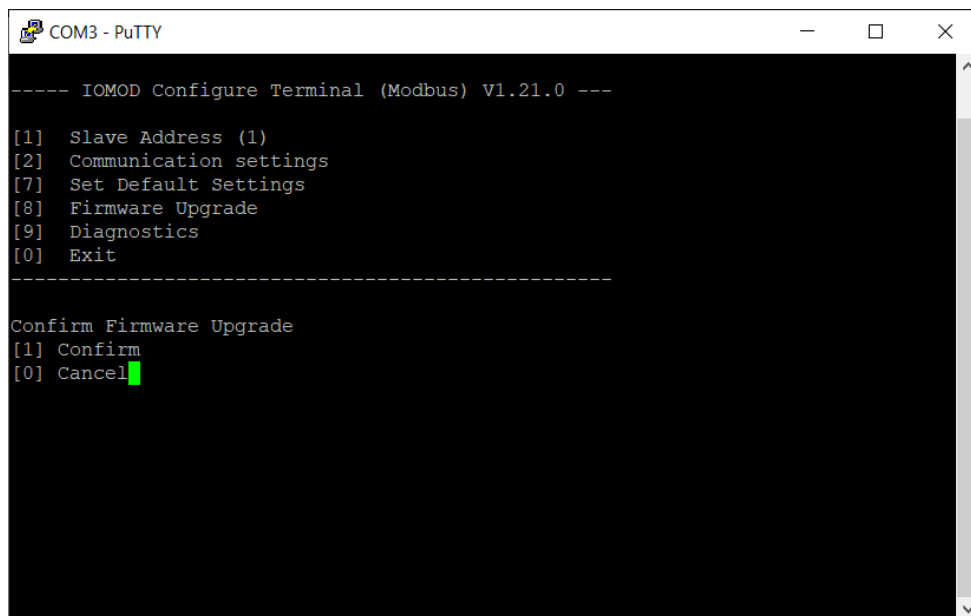 COM3 - PuTTY
----- IOMOD Configure Terminal (Modbus) V1.21.0 ---
[1]  Slave Address (1)
[2]  Communication settings
[7]  Set Default Settings
[8]  Firmware Upgrade
[9]  Diagnostics
[0]  Exit
---------------------------------------------------
Confirm Firmware Upgrade
[1] Confirm
[0] Cancel